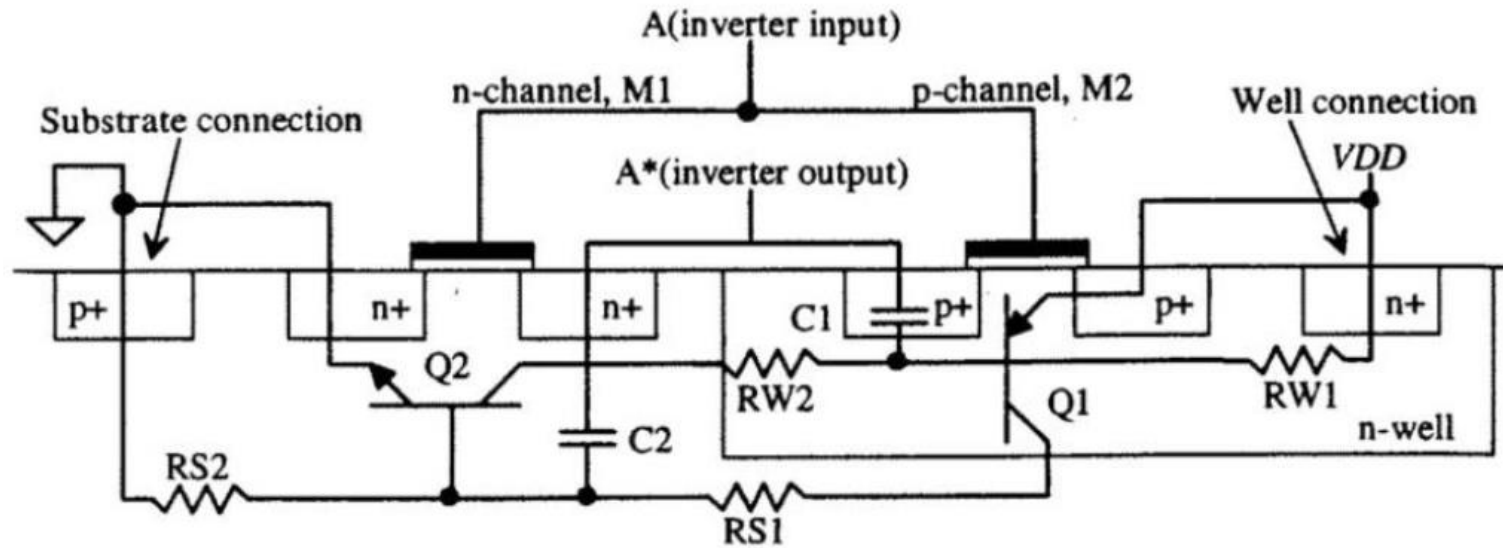 A(inverter input)
n-channel, M1
p-channel, M2
Substrate connection
Well connection
VDD
A*(inverter output)
p+
n+
n+
C1
p+
p+
n+
Q2
RW2
Q1
RW1
n-well
C2
RS2
RS1